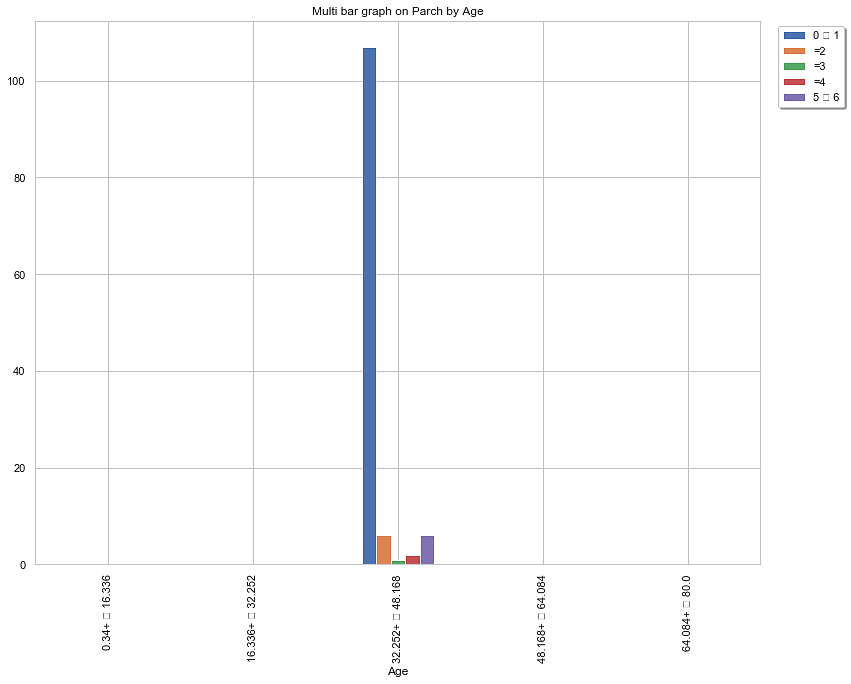 Multi bar graph on Parch by Age
0 □ 1
=2
=3
=4
5 □ 6
100
80
60
40
20
0
0.34+ □ 16.336
16.336+ □ 32.252
32.252+ □ 48.168
48.168+ □ 64.084
64.084+ □ 80.0
Age